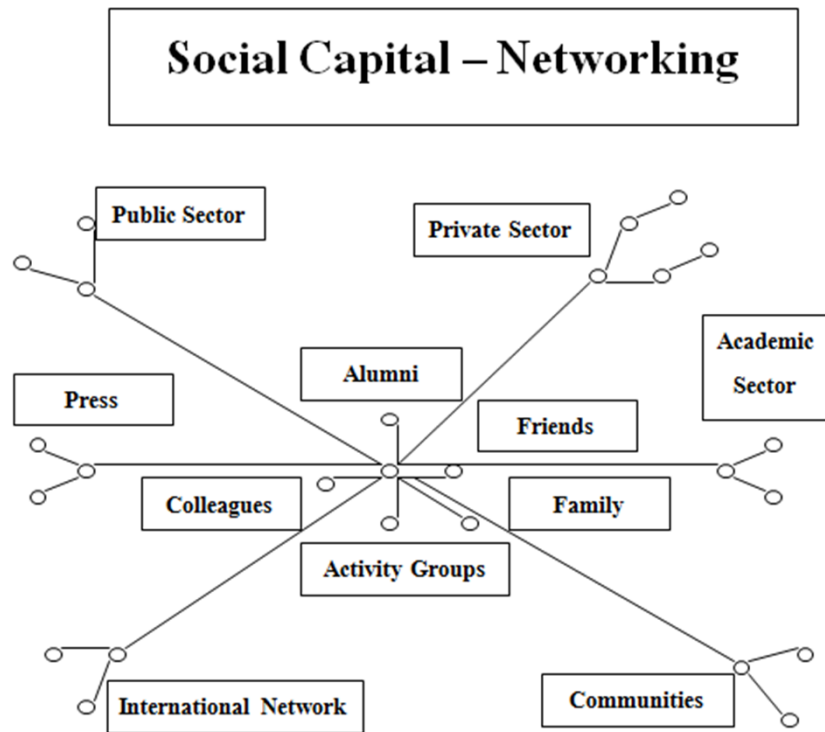 Social Capital – Networking
Public Sector
Private Sector
Academic
Sector
Alumni
Press
Friends
Colleagues
Family
Activity Groups
International Network
Communities